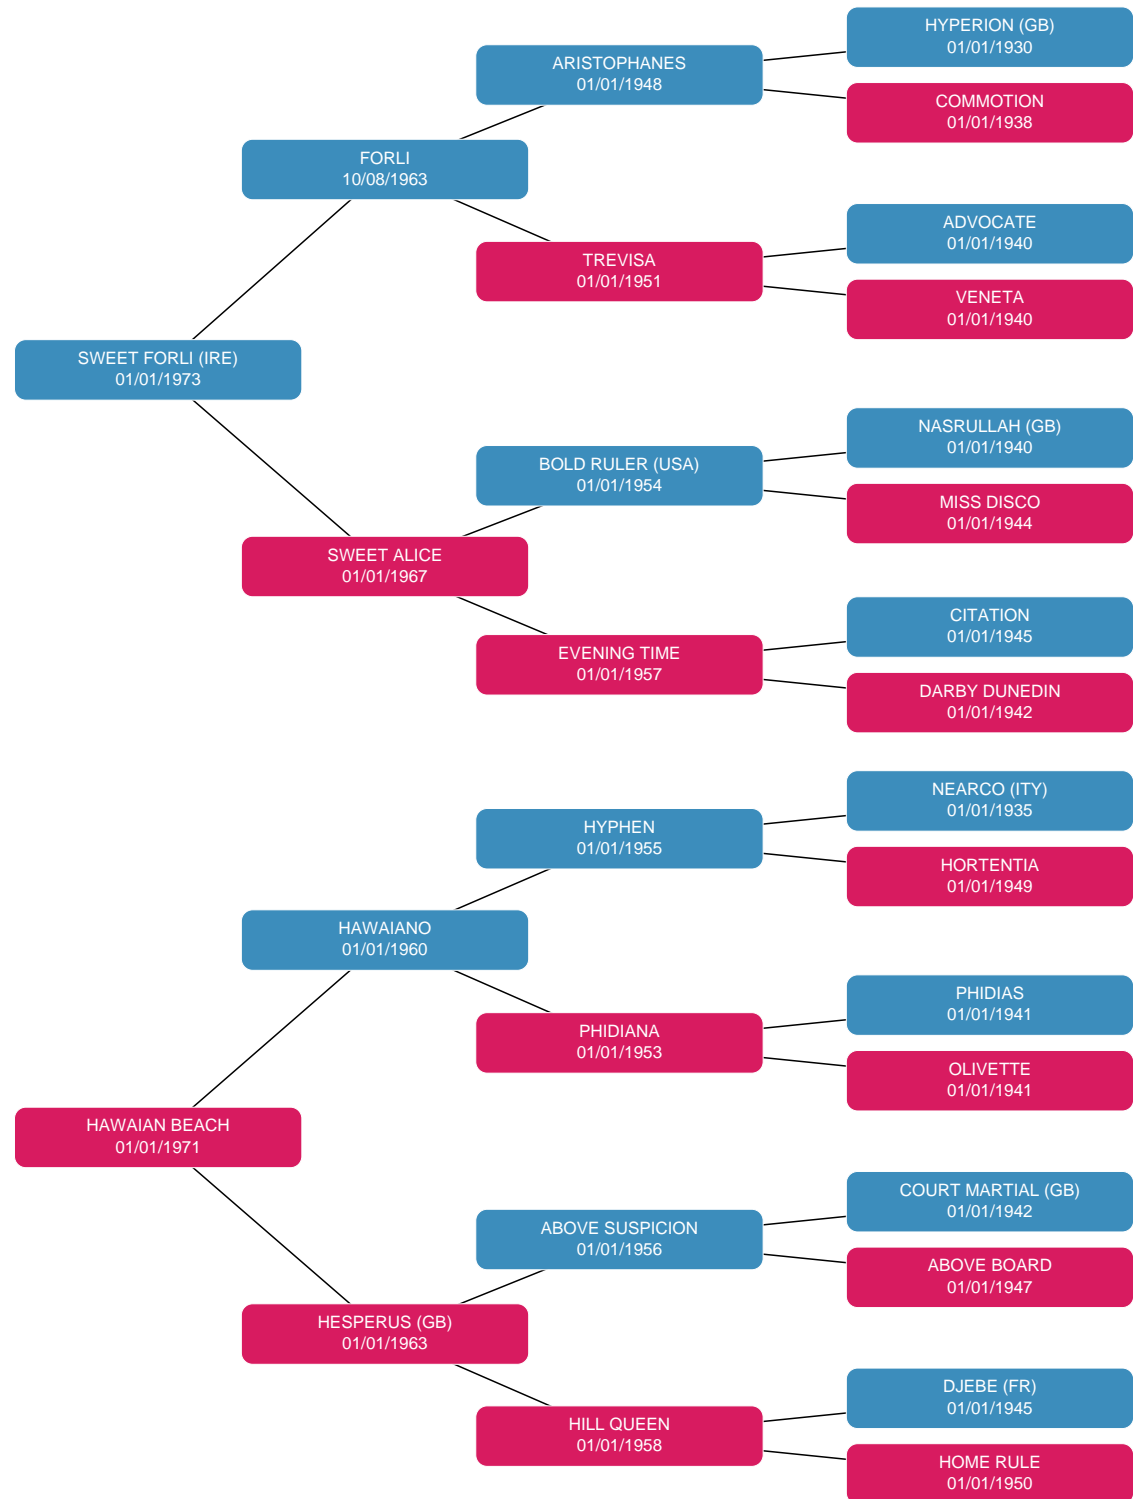 HYPERION (GB)
01/01/1930
ARISTOPHANES
01/01/1948
COMMOTION
01/01/1938
FORLI
10/08/1963
ADVOCATE
01/01/1940
TREVISA
01/01/1951
VENETA
01/01/1940
SWEET FORLI (IRE)
01/01/1973
NASRULLAH (GB)
01/01/1940
BOLD RULER (USA)
01/01/1954
MISS DISCO
01/01/1944
SWEET ALICE
01/01/1967
CITATION
01/01/1945
EVENING TIME
01/01/1957
DARBY DUNEDIN
01/01/1942
NEARCO (ITY)
01/01/1935
HYPHEN
01/01/1955
HORTENTIA
01/01/1949
HAWAIANO
01/01/1960
PHIDIAS
01/01/1941
PHIDIANA
01/01/1953
OLIVETTE
01/01/1941
HAWAIAN BEACH
01/01/1971
COURT MARTIAL (GB)
01/01/1942
ABOVE SUSPICION
01/01/1956
ABOVE BOARD
01/01/1947
HESPERUS (GB)
01/01/1963
DJEBE (FR)
01/01/1945
HILL QUEEN
01/01/1958
HOME RULE
01/01/1950